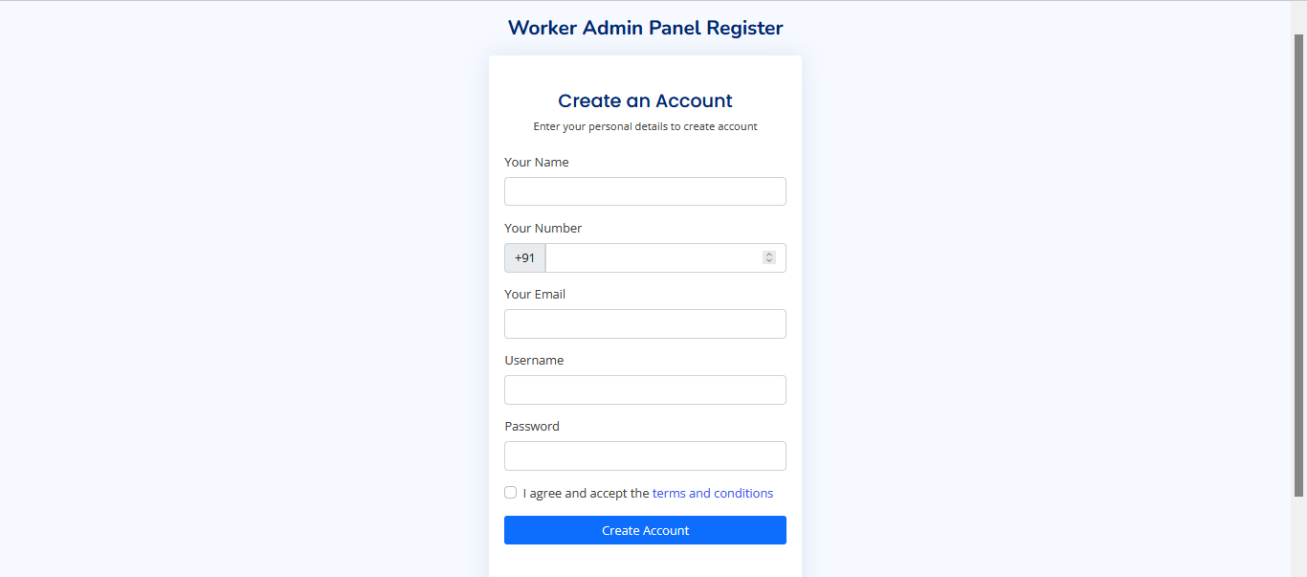 Worker Admin Panel Register
Create an Account
Enter your personal details to create account
Your Name
Your Number
+91
Your Email
Username
Password
I agree and accept the terms and conditions
Create Account